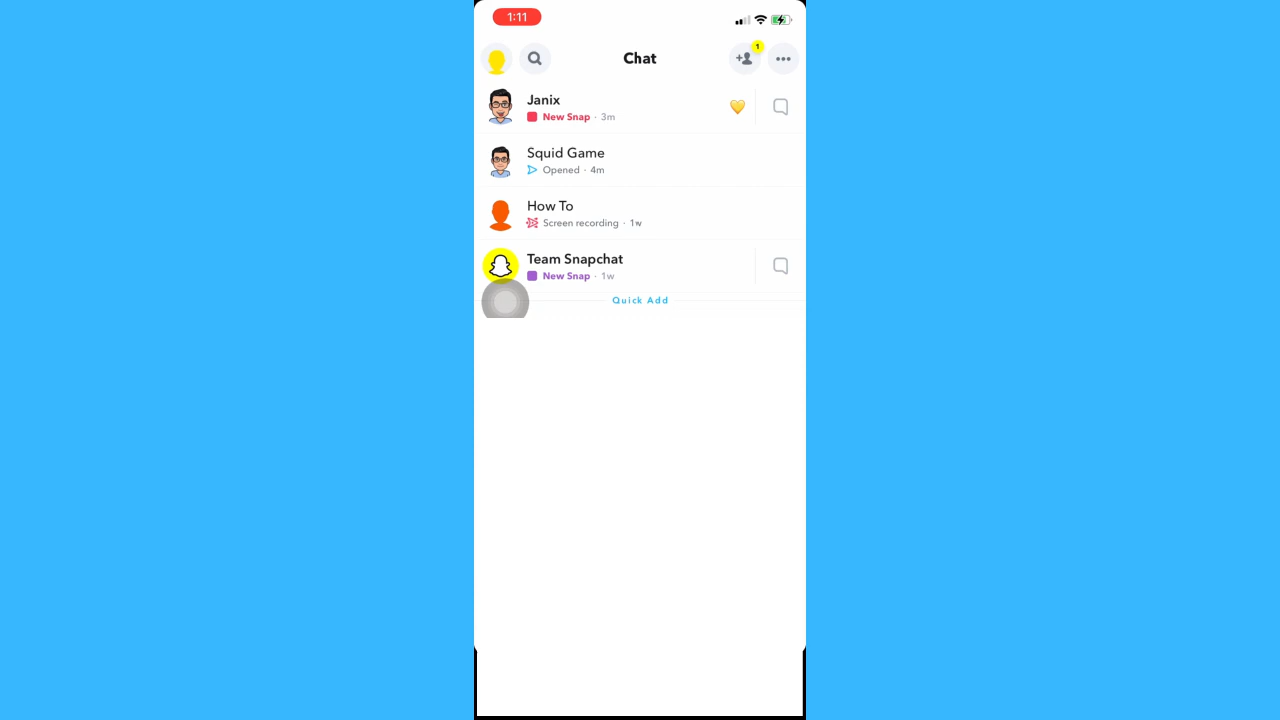 1:11
Chat
1
Janix
New Snap · 3m
Squid Game
Opened · 4m
How To
Screen recording · 1w
Team Snapchat
New Snap · 1w
Quick Add